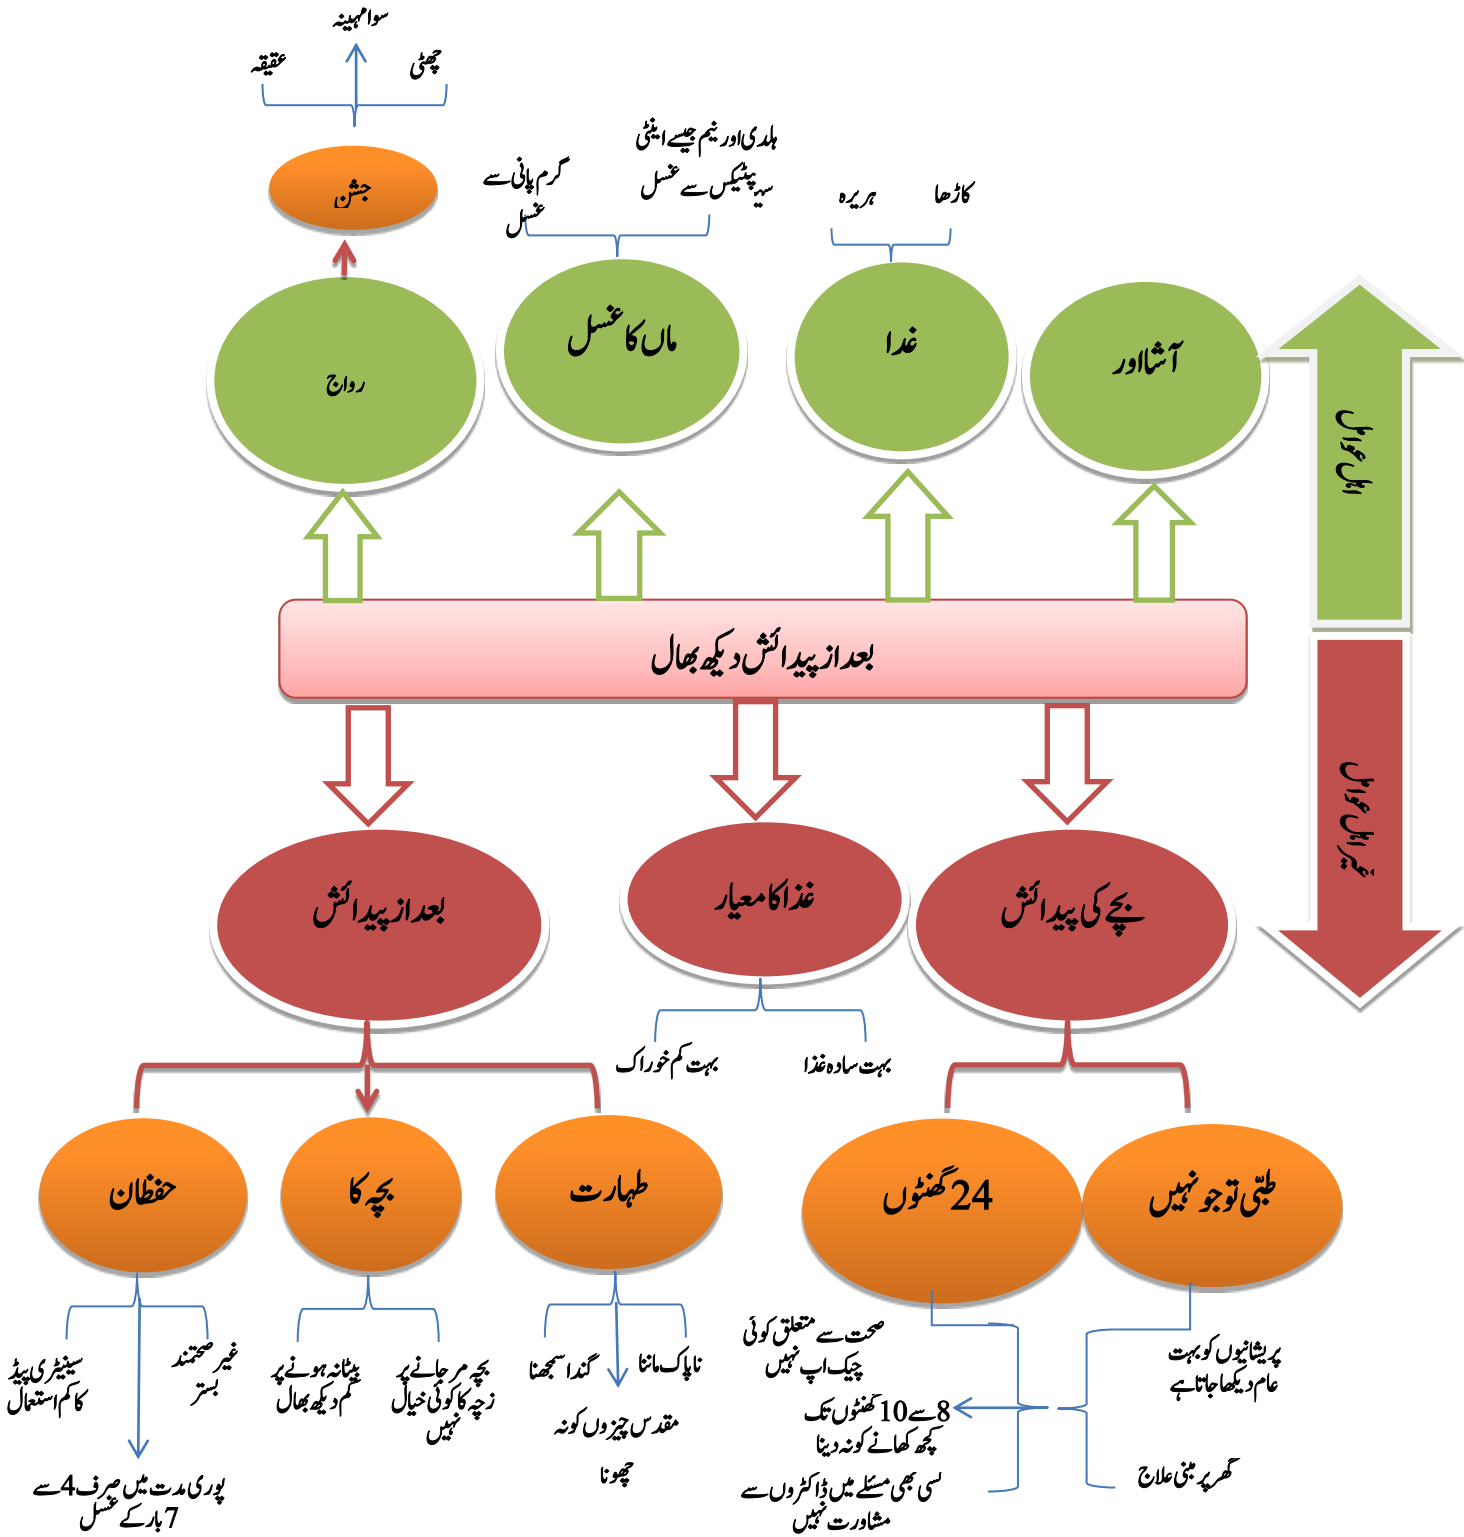 سوا مہینہ
چھٹی
عقیقہ
جشن
ہلدی اور نیم جیسے اینٹی
سیپٹیکس سے غسل
گرم پانی سے
غسل
کاڑھا
ہریرہ
آشا اور
غدا
ماں کا غسل
رواج
اہل عوامل
بعد از پیدائش دیکھ بھال
غیر اہل عوامل
بچے کی پیدائش
غذا کا معیار
بعد از پیدائش
بہت سادہ غذا
بہت کم خوراک
طبّی توجو نہیں
24 گھنٹوں
طہارت
بچہ کا
حفظان
پریشانیوں کو بہت
عام دیکھا جاتا ہے
گھر پر مبنی علاج
صحت سے متعلق کوئی
چیک اپ نہیں
8 سے 10 گھنٹوں تک
کچھ کھانے کو نہ دینا
کسی بھی مسئلے میں ڈاکٹروں سے
مشاورت نہیں
ناپاک ماننا
گندا سمجھنا
مقدس چیزوں کو نہ
چھونا
بچہ مر جانے پر
زچہ کا کوئی خیال
نہیں
بیٹا نہ ہونے پر
کم دیکھ بھال
غیر صحتمند
بستر
سینیٹری پیڈ
کا کم استعمال
پوری مدت میں صرف 4 سے
7 بار کے غسل